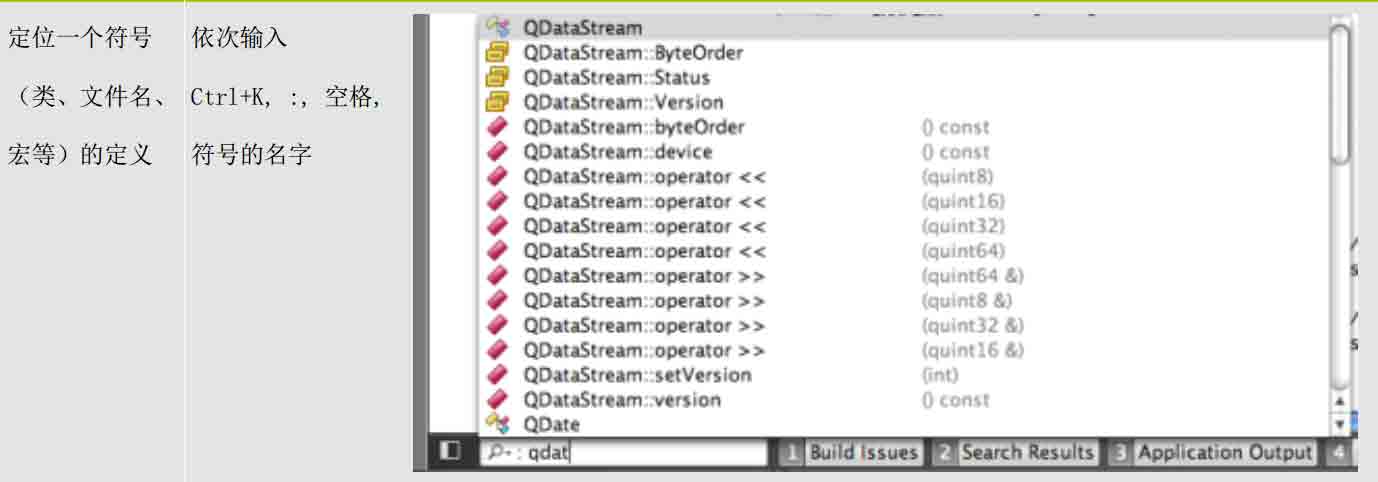 定位一个符号
（类、文件名、
宏等）的定义
依次输入
Ctrl+K, :, 空格,
符号的名字
QDataStream
QDataStream::ByteOrder
QDataStream::Status
QDataStream::Version
QDataStream::byteOrder () const
QDataStream::device () const
QDataStream::operator << (quint8)
QDataStream::operator << (quint16)
QDataStream::operator << (quint32)
QDataStream::operator << (quint64)
QDataStream::operator >> (quint64 &)
QDataStream::operator >> (quint8 &)
QDataStream::operator >> (quint32 &)
QDataStream::operator >> (quint16 &)
QDataStream::setVersion (int)
QDataStream::version () const
QDate
: qdat 1 Build Issues 2 Search Results 3 Application Output 4